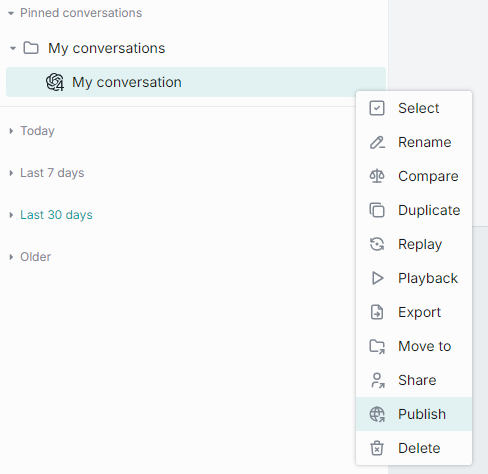 Pinned conversations
My conversations
My conversation
Today
Last 7 days
Last 30 days
Older
Select
Rename
Compare
Duplicate
Replay
Playback
Export
Move to
Share
Publish
Delete